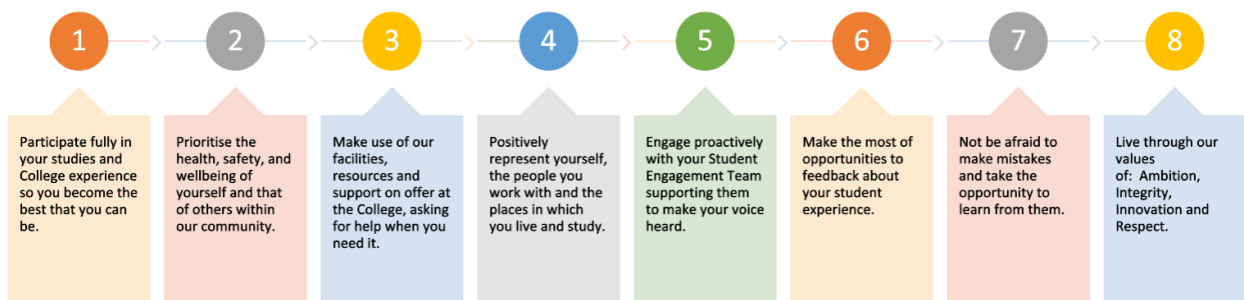 1
2
3
4
5
6
7
8
Participate fully in
your studies and
College experience
so you become the
best that you can
be.
Prioritise the
health, safety, and
wellbeing of
yourself and that
of others within
our community.
Make use of our
facilities,
resources and
support on offer at
the College, asking
for help when you
need it.
Positively
represent yourself,
the people you
work with and the
places in which
you live and study.
Engage proactively
with your Student
Engagement Team
supporting them
to make your voice
heard.
Make the most of
opportunities to
feedback about
your student
experience.
Not be afraid to
make mistakes
and take the
opportunity to
learn from them.
Live through our
values
of: Ambition,
Integrity,
Innovation and
Respect.